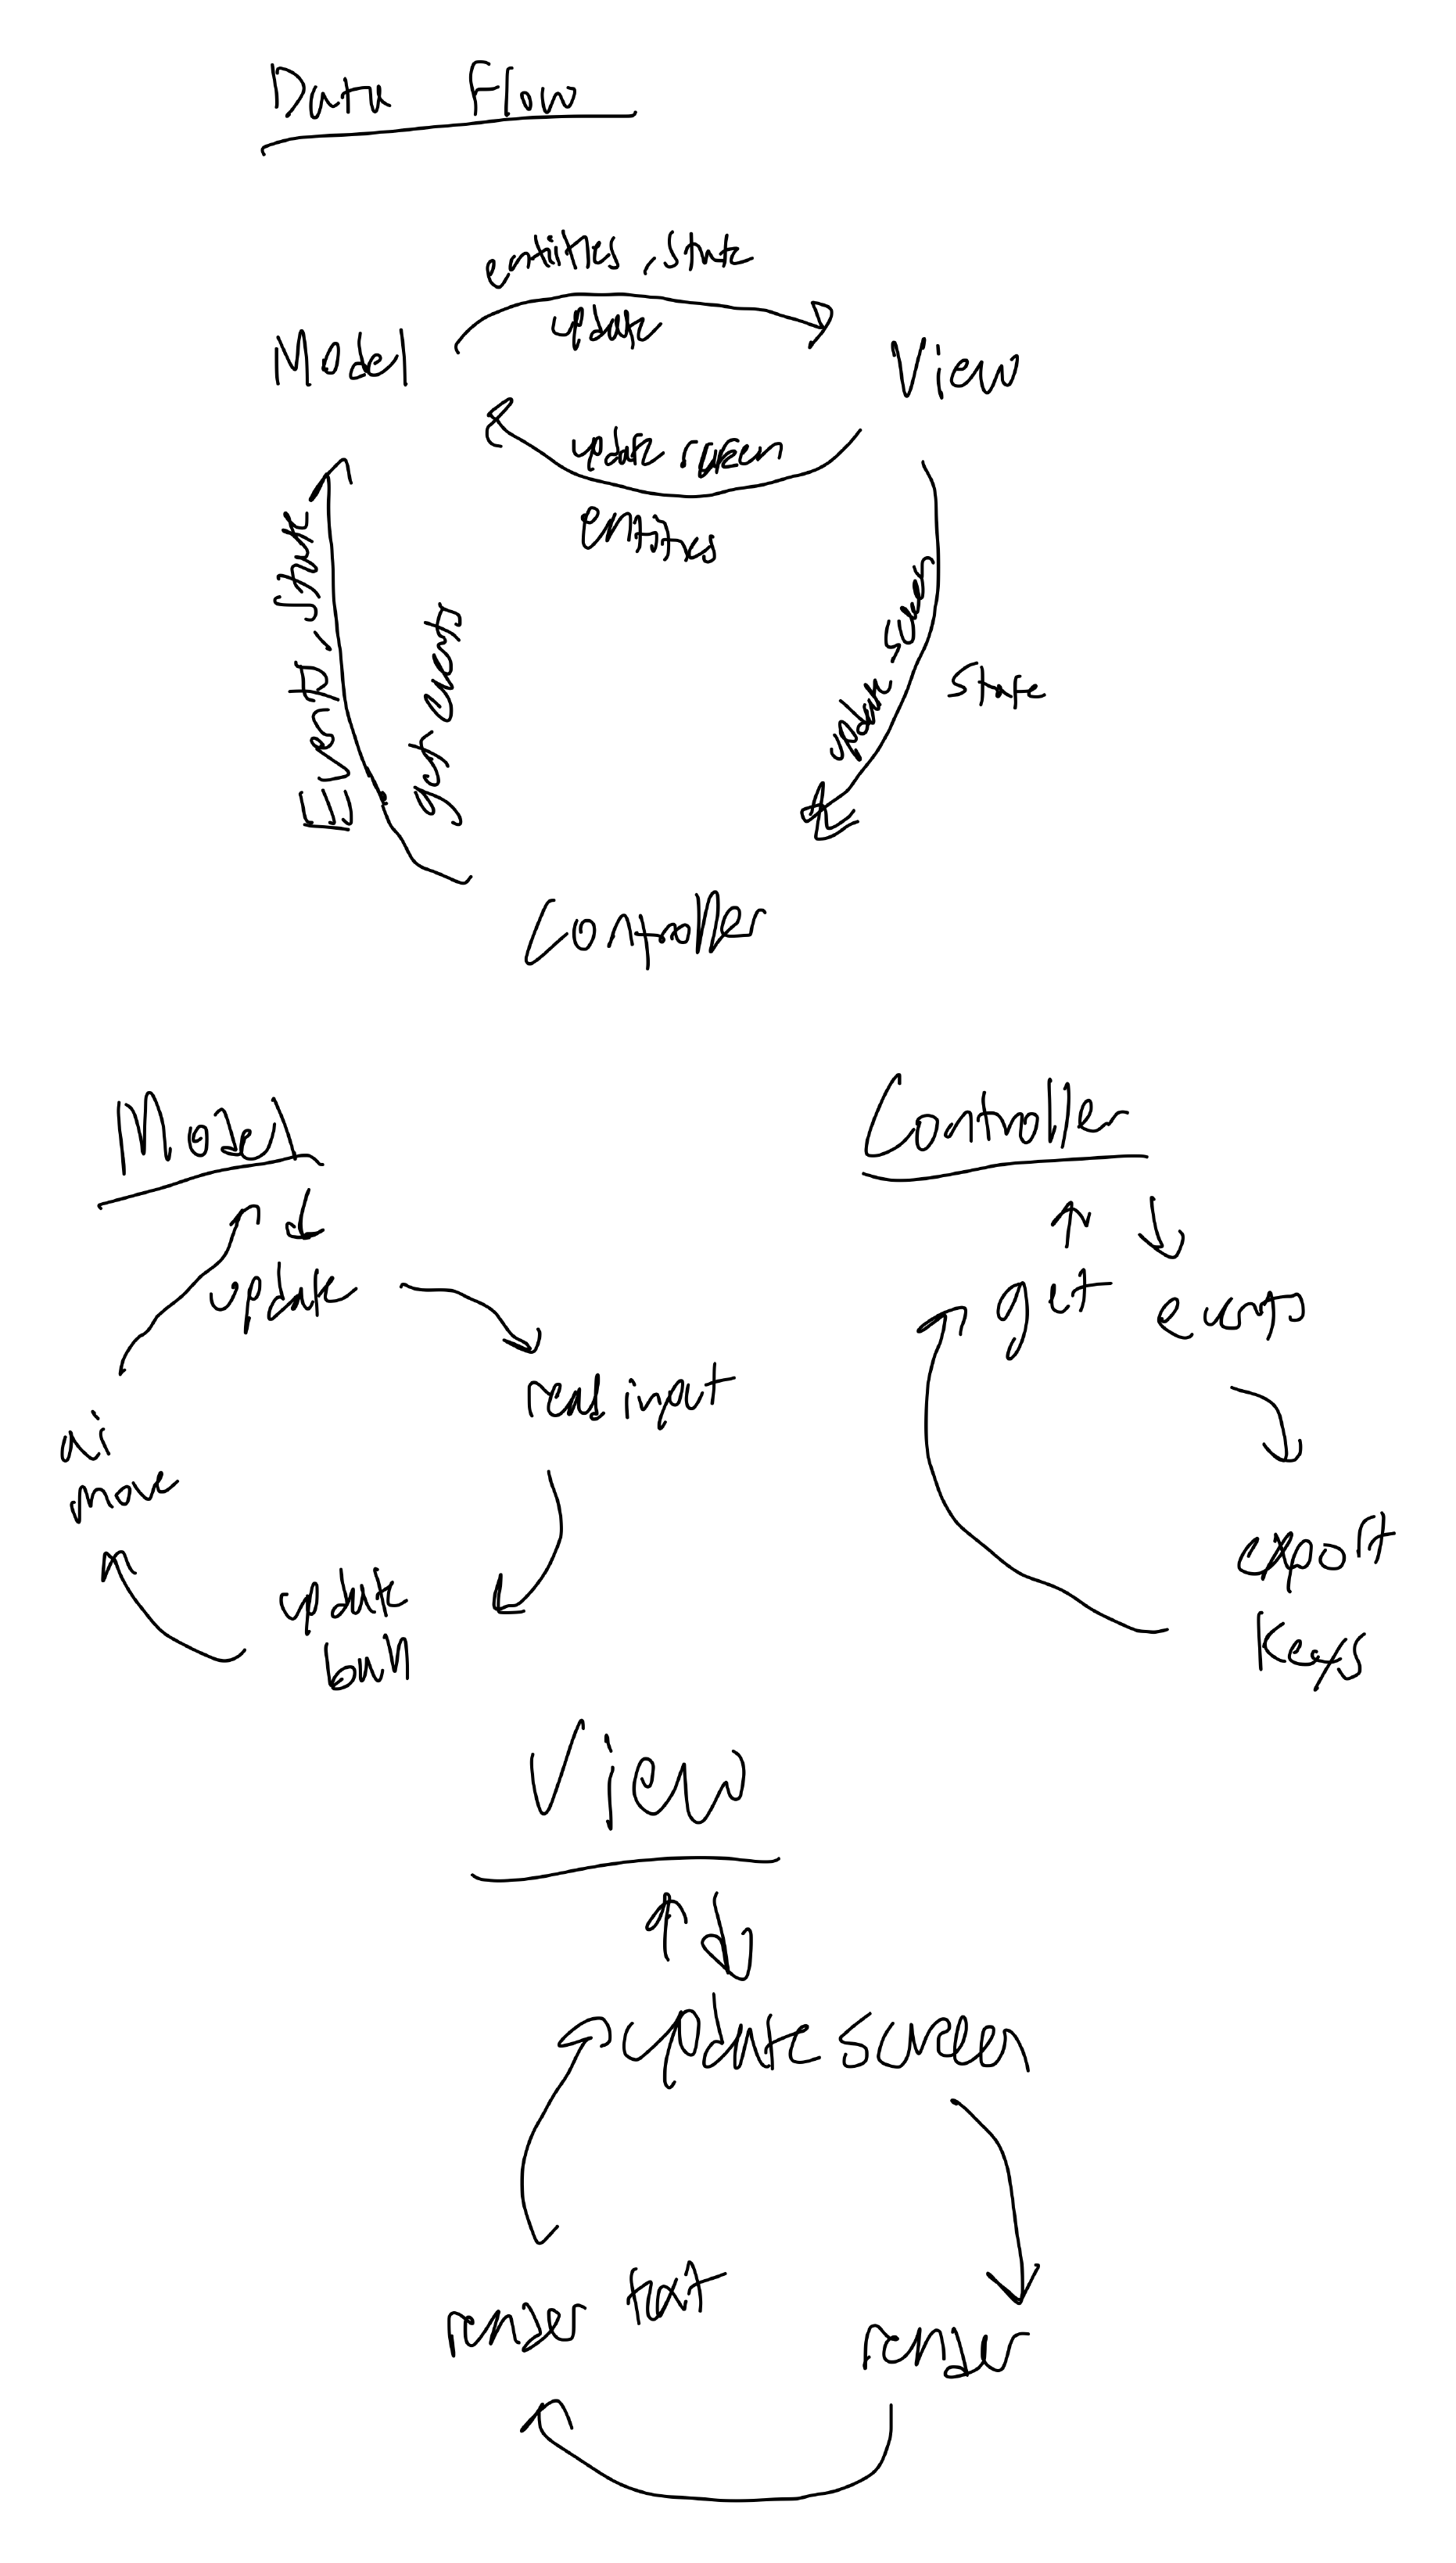 Data Flow
entities, state
update
Model
View
update screen
entities
Events, state
get events
update screen
state
Controller
Model
Controller
update
get events
read input
ai
move
export
keys
update
ball
View
update screen
render text
render